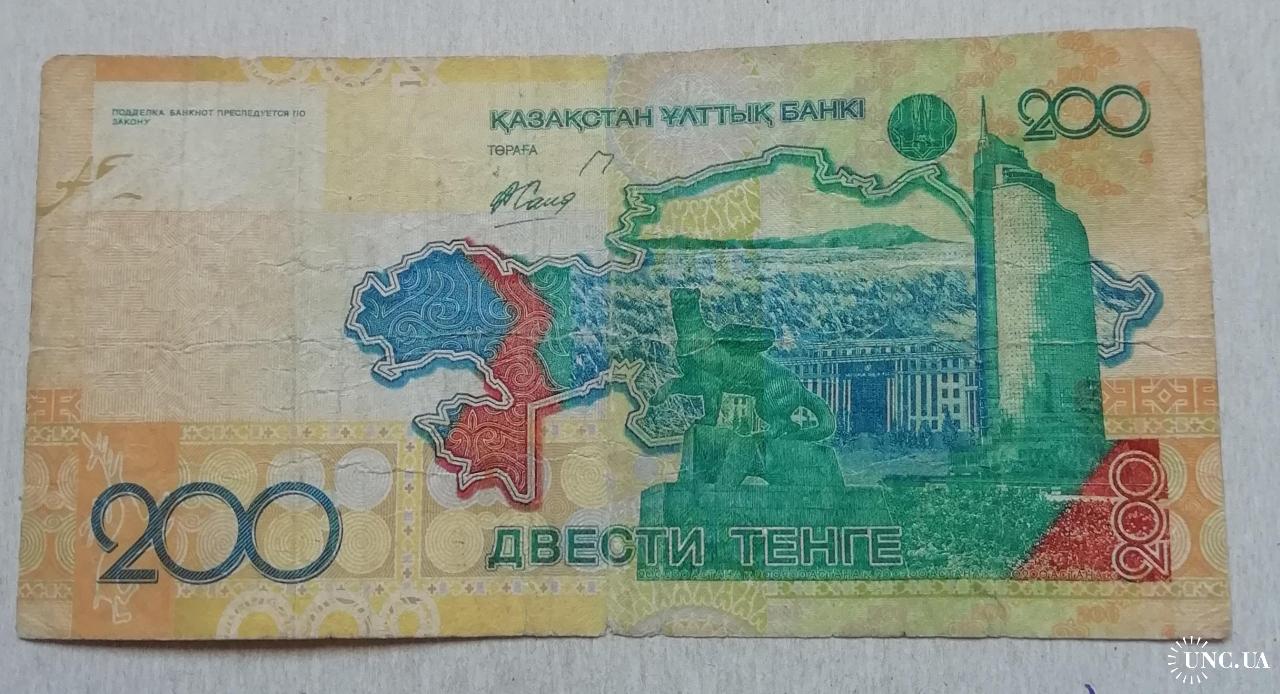 ПОДДЕЛКА БАНКНОТ ПРЕСЛЕДУЕТСЯ ПО
ЗАКОНУ
ҚАЗАҚСТАН ҰЛТТЫҚ БАНКІ
ТӨРАҒА
200
200
ДВЕСТИ ТЕНГЕ
200
UNC.UA